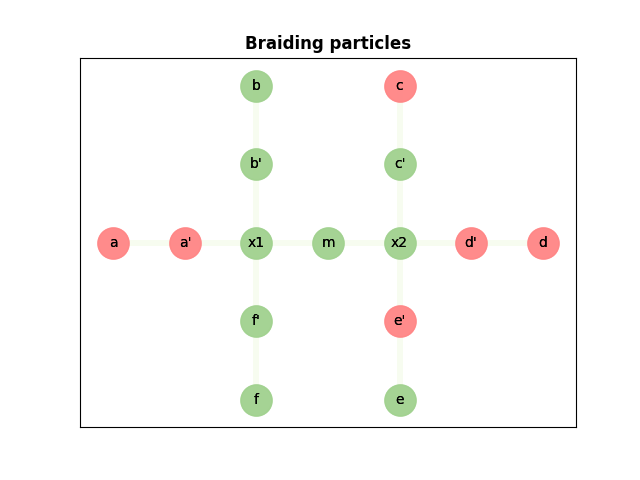 Braiding particles
b c
b' c'
a a' x1 m x2 d' d
f' e'
f e